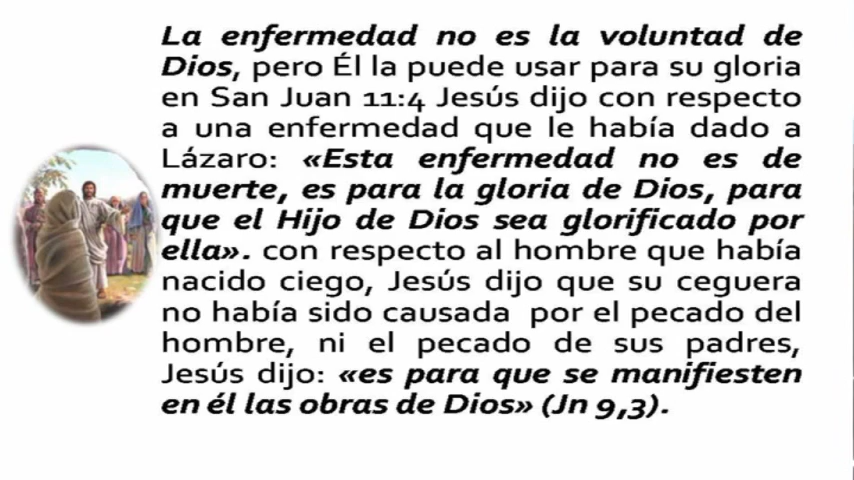 La enfermedad no es la voluntad de
Dios, pero Él la puede usar para su gloria
en San Juan 11:4 Jesús dijo con respecto
a una enfermedad que le había dado a
Lázaro: «Esta enfermedad no es de
muerte, es para la gloria de Dios, para
que el Hijo de Dios sea glorificado por
ella». con respecto al hombre que había
nacido ciego, Jesús dijo que su ceguera
no había sido causada por el pecado del
hombre, ni el pecado de sus padres,
Jesús dijo: «es para que se manifiesten
en él las obras de Dios» (Jn 9,3).